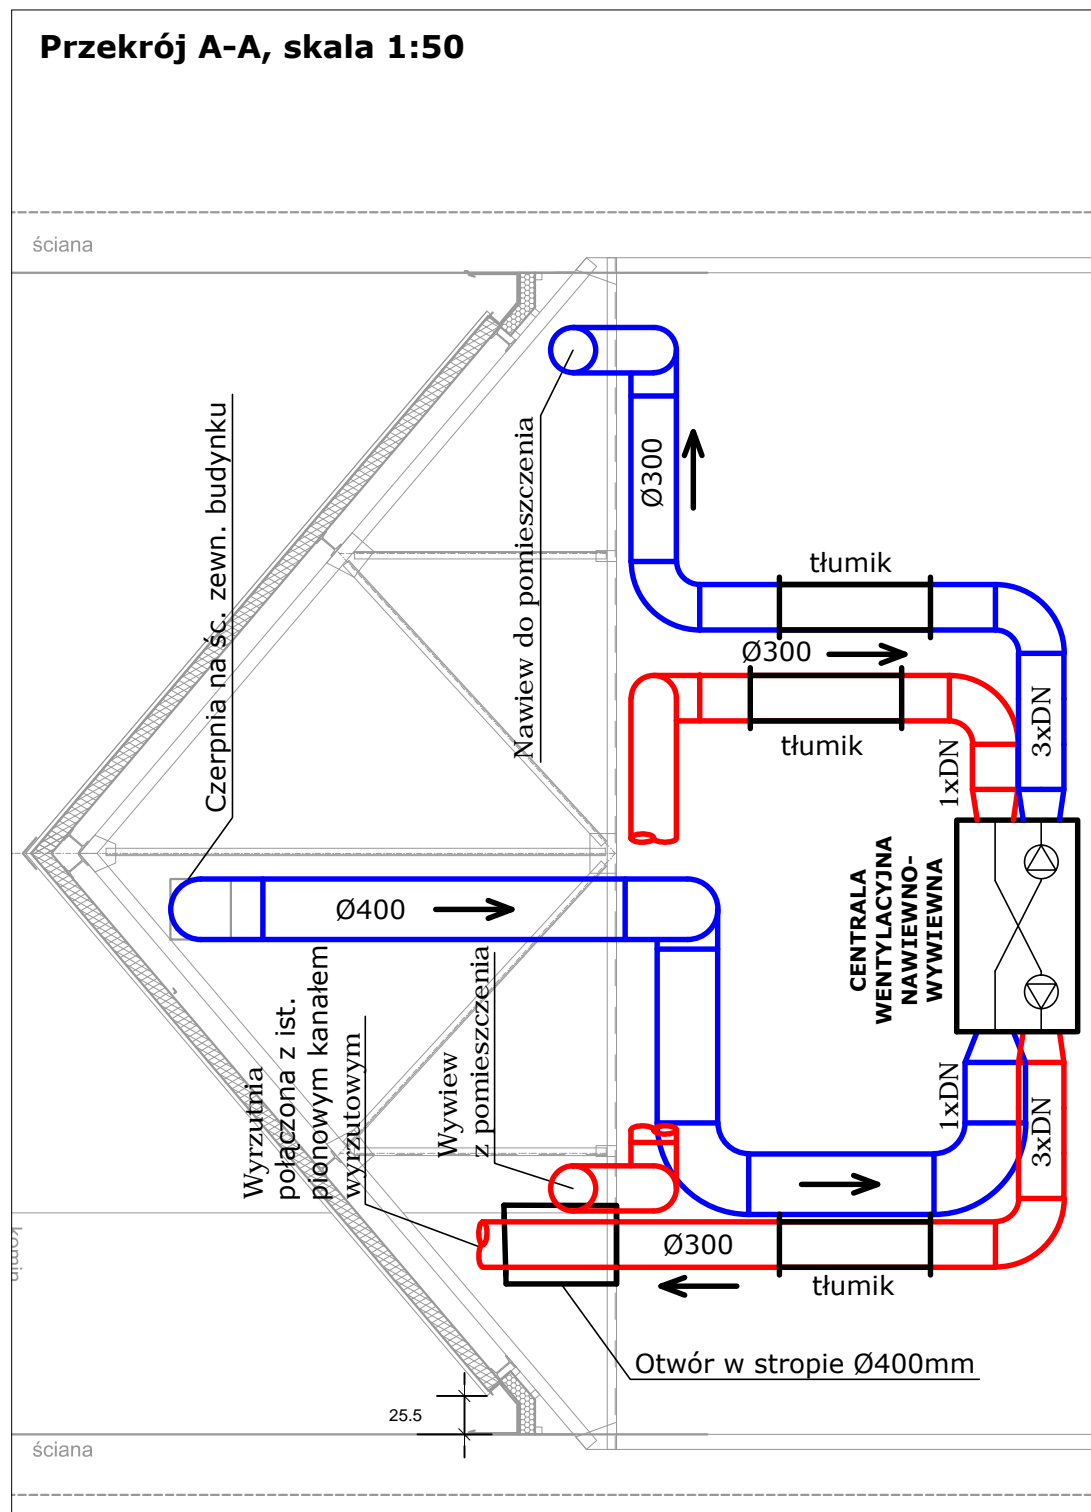 Przekrój A-A, skala 1:50
ściana
Czerpnia na śc. zewn. budynku
Nawiew do pomieszczenia
Ø300
tłumik
Ø300
tłumik
1xDN
3xDN
CENTRALA
WENTYLACYJNA
NAWIEWNO-
WYWIEWNA
Ø400
Wyrzutnia
połączona z ist.
pionowym kanałem
wyrzutowym
Wywiew
z pomieszczenia
1xDN
3xDN
komin
Ø300
tłumik
Otwór w stropie Ø400mm
25.5
ściana